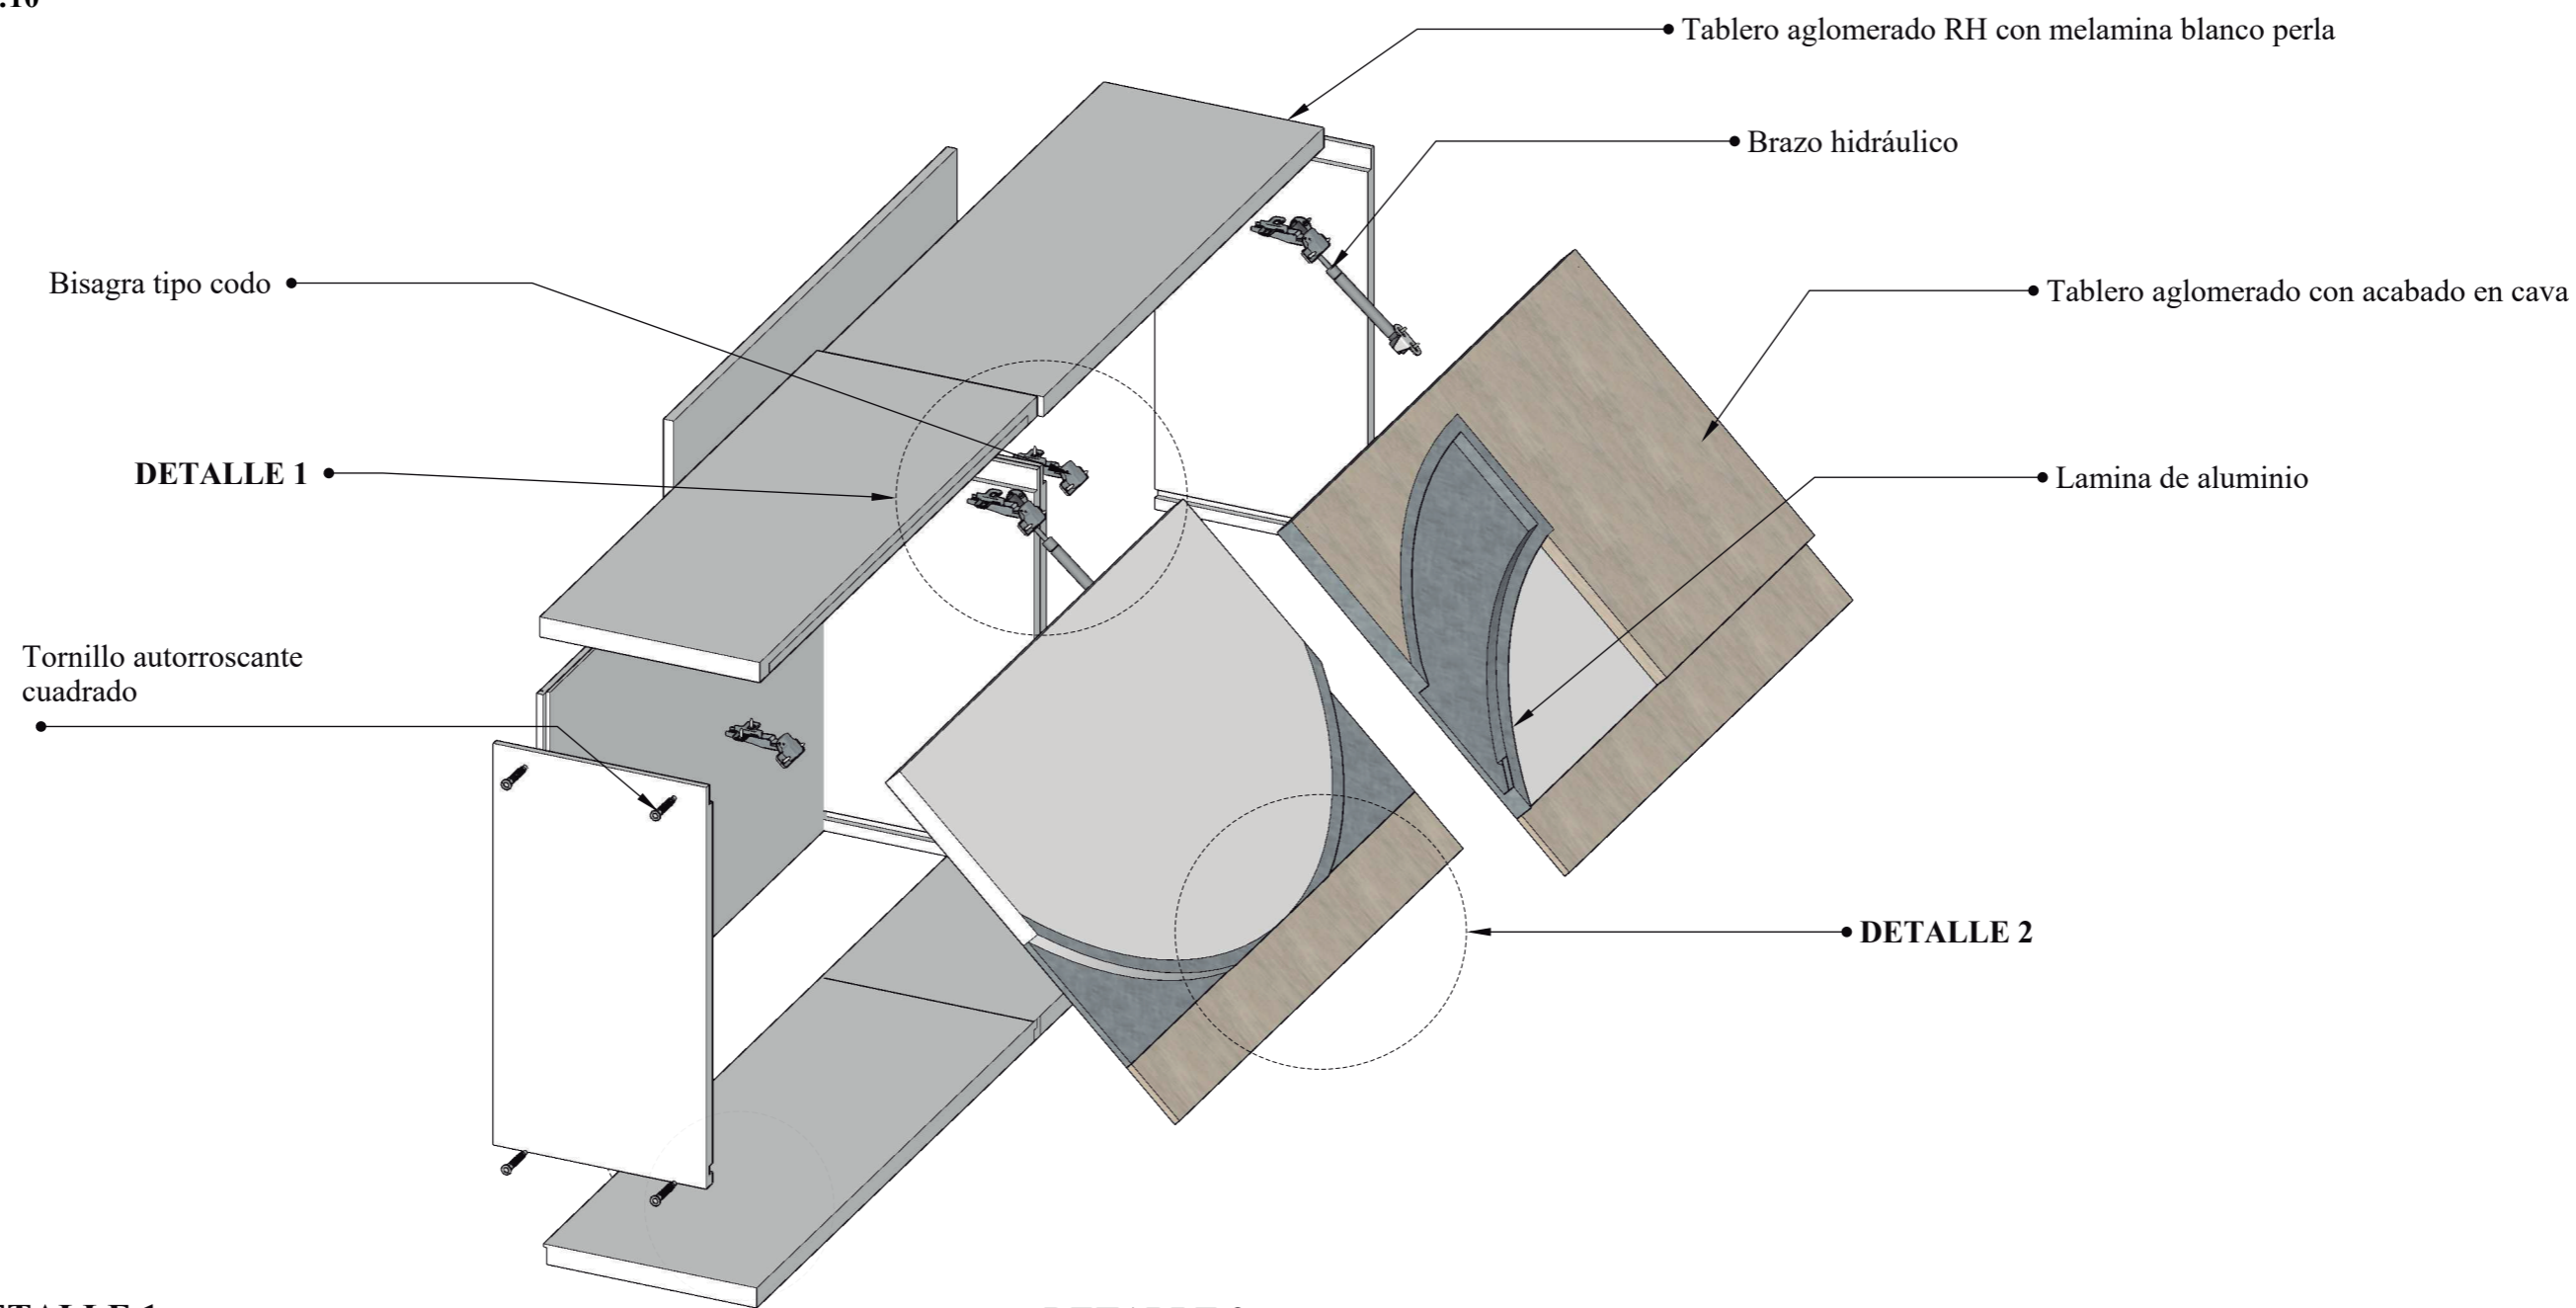 Tablero aglomerado RH con melamina blanco perla
Brazo hidráulico
Bisagra tipo codo
Tablero aglomerado con acabado en cava
DETALLE 1
Lamina de aluminio
Tornillo autorroscante
cuadrado
DETALLE 2